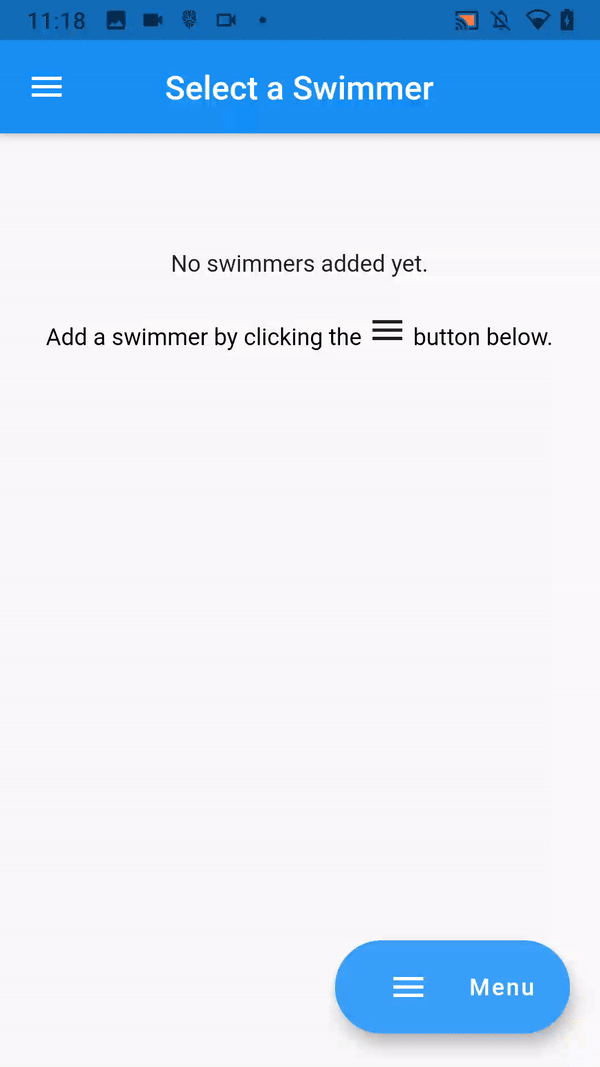 11:18
Select a Swimmer
No swimmers added yet.
Add a swimmer by clicking the button below.
Menu